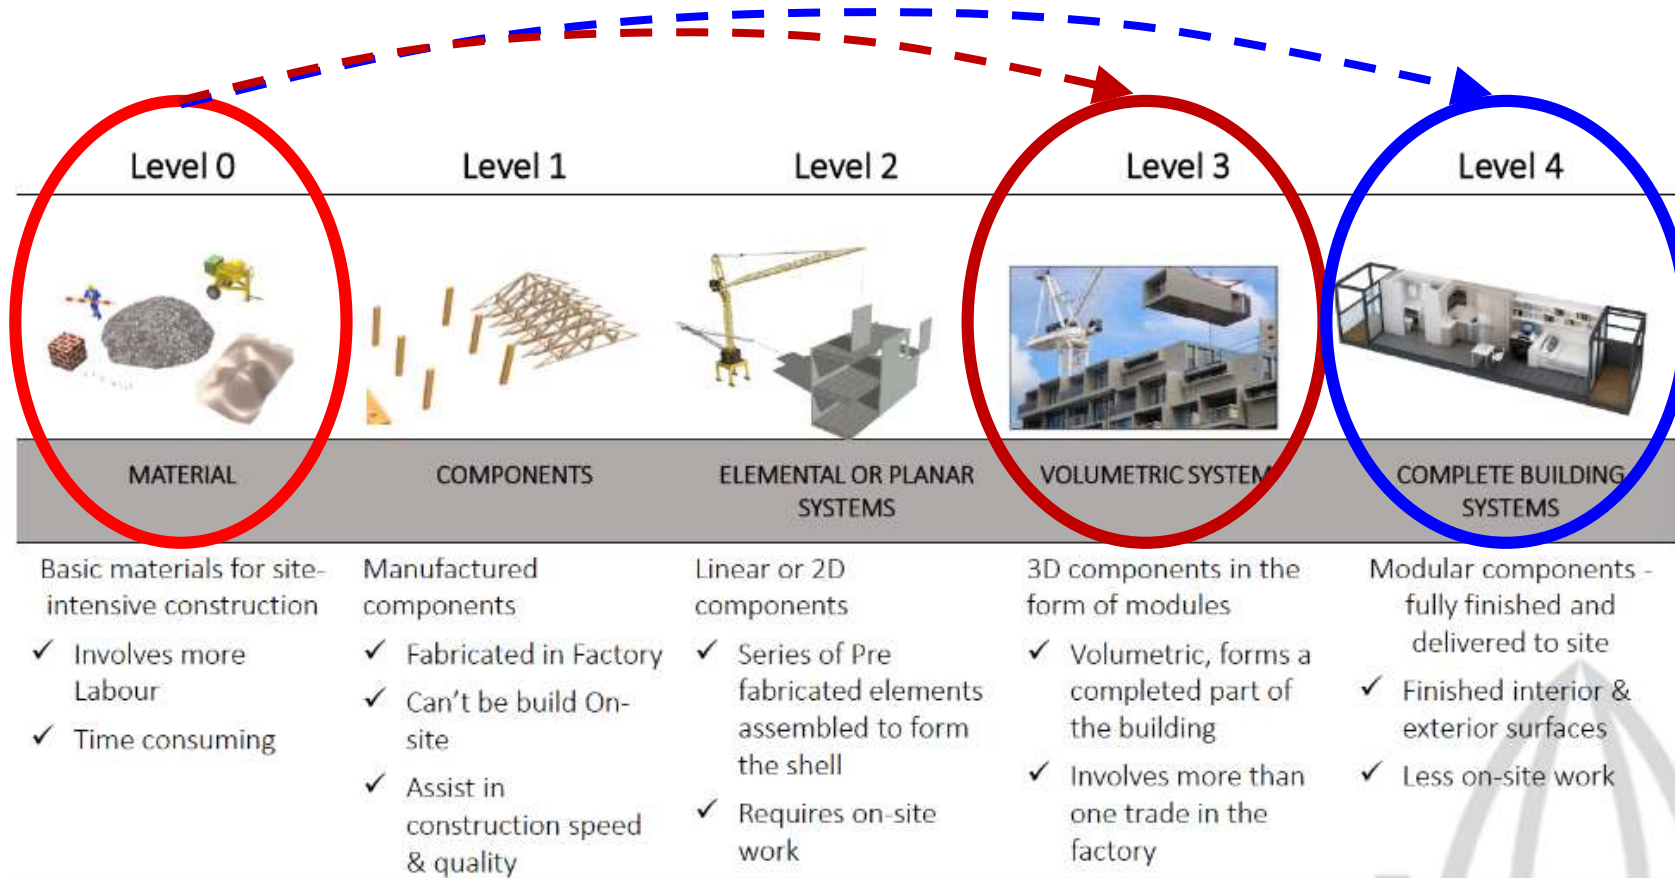 Level 0
Level 1
Level 2
Level 3
Level 4
MATERIAL
COMPONENTS
ELEMENTAL OR PLANAR
SYSTEMS
VOLUMETRIC SYSTEM
COMPLETE BUILDING
SYSTEMS
Basic materials for site-
intensive construction
✓ Involves more
Labour
✓ Time consuming
Manufactured
components
✓ Fabricated in Factory
✓ Can't be build On-
site
✓ Assist in
construction speed
& quality
Linear or 2D
components
✓ Series of Pre
fabricated elements
assembled to form
the shell
✓ Requires on-site
work
3D components in the
form of modules
✓ Volumetric, forms a
completed part of
the building
✓ Involves more than
one trade in the
factory
Modular components -
fully finished and
delivered to site
✓ Finished interior &
exterior surfaces
✓ Less on-site work